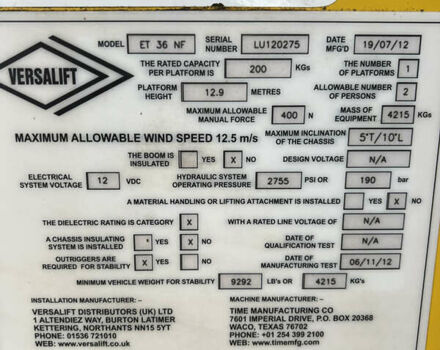 MODEL ET 36 NF SERIAL NUMBER LU120275 DATE MFG'D 19/07/12
VERSALIFT
THE RATED CAPACITY PER PLATFORM IS 200 KGs THE NUMBER OF PLATFORMS 1
PLATFORM HEIGHT 12.9 METRES ALLOWABLE NUMBER OF PERSONS 2
MAXIMUM ALLOWABLE MANUAL FORCE 400 N MASS OF EQUIPMENT 4215 KGs
MAXIMUM ALLOWABLE WIND SPEED 12.5 m/s MAXIMUM INCLINATION OF THE CHASSIS 5°T/10°L
THE BOOM IS INSULATED YES X NO DESIGN VOLTAGE N/A
ELECTRICAL SYSTEM VOLTAGE 12 VDC HYDRAULIC SYSTEM OPERATING PRESSURE 2755 PSI OR 190 bar
A MATERIAL HANDLING OR LIFTING ATTACHMENT IS INSTALLED YES X NO
THE DIELECTRIC RATING IS CATEGORY X WITH A RATED LINE VOLTAGE OF N/A
A CHASSIS INSULATING SYSTEM IS INSTALLED YES X NO DATE OF QUALIFICATION TEST N/A
OUTRIGGERS ARE REQUIRED FOR STABILITY X YES NO DATE OF MANUFACTURING TEST 06/11/12
MINIMUM VEHICLE WEIGHT FOR STABILITY 9292 LB's OR 4215 KG's
INSTALLATION MANUFACTURER: –
VERSALIFT DISTRIBUTORS (UK) LTD
1 ALTENDIEZ WAY, BURTON LATIMER
KETTERING, NORTHANTS NN15 5YT
PHONE: 01536 721010
WEB: www.versalift.co.uk
MACHINE MANUFACTURER: –
TIME MANUFACTURING CO
7601 IMPERIAL DRIVE, P.O. BOX 20368
WACO, TEXAS 76702
PHONE: +01 254 399 2100
WEB: www.timemfg.com